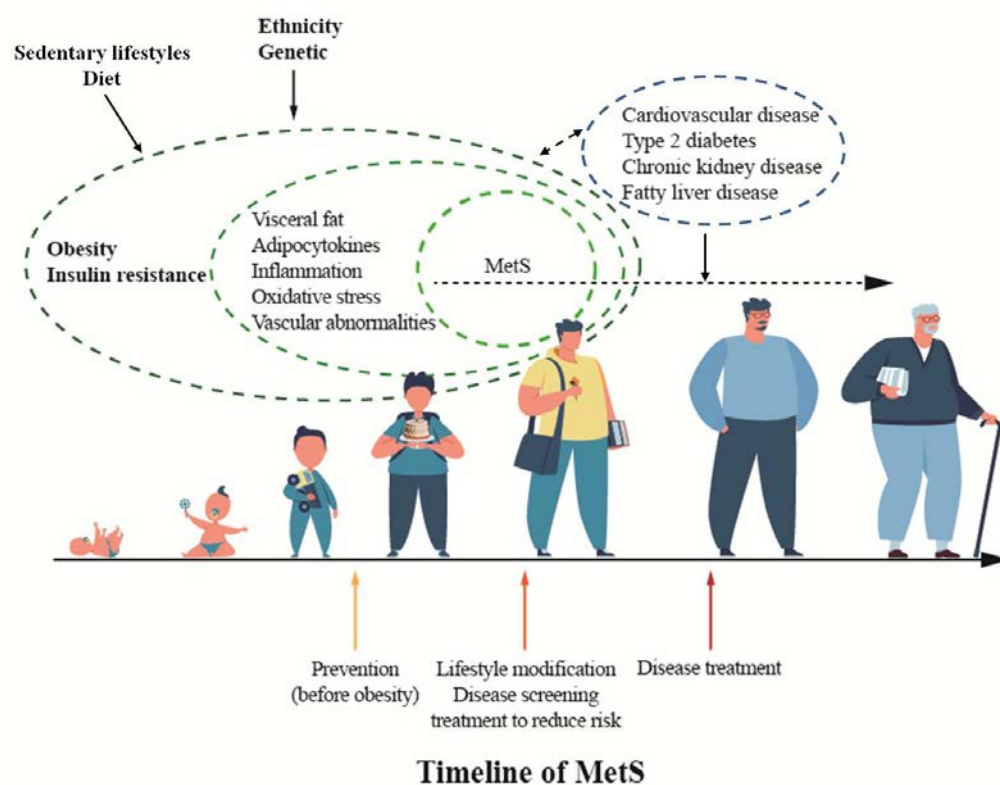 Ethnicity
Genetic
Sedentary lifestyles
Diet
Cardiovascular disease
Type 2 diabetes
Chronic kidney disease
Fatty liver disease
Obesity
Insulin resistance
Visceral fat
Adipocytokines
Inflammation
Oxidative stress
Vascular abnormalities
MetS
Prevention
(before obesity)
Lifestyle modification
Disease screening
treatment to reduce risk
Disease treatment
Timeline of MetS